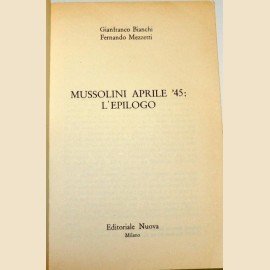 Gianfranco Bianchi
Fernando Mezzetti
MUSSOLINI APRILE '45:
L'EPILOGO
Editoriale Nuova
Milano